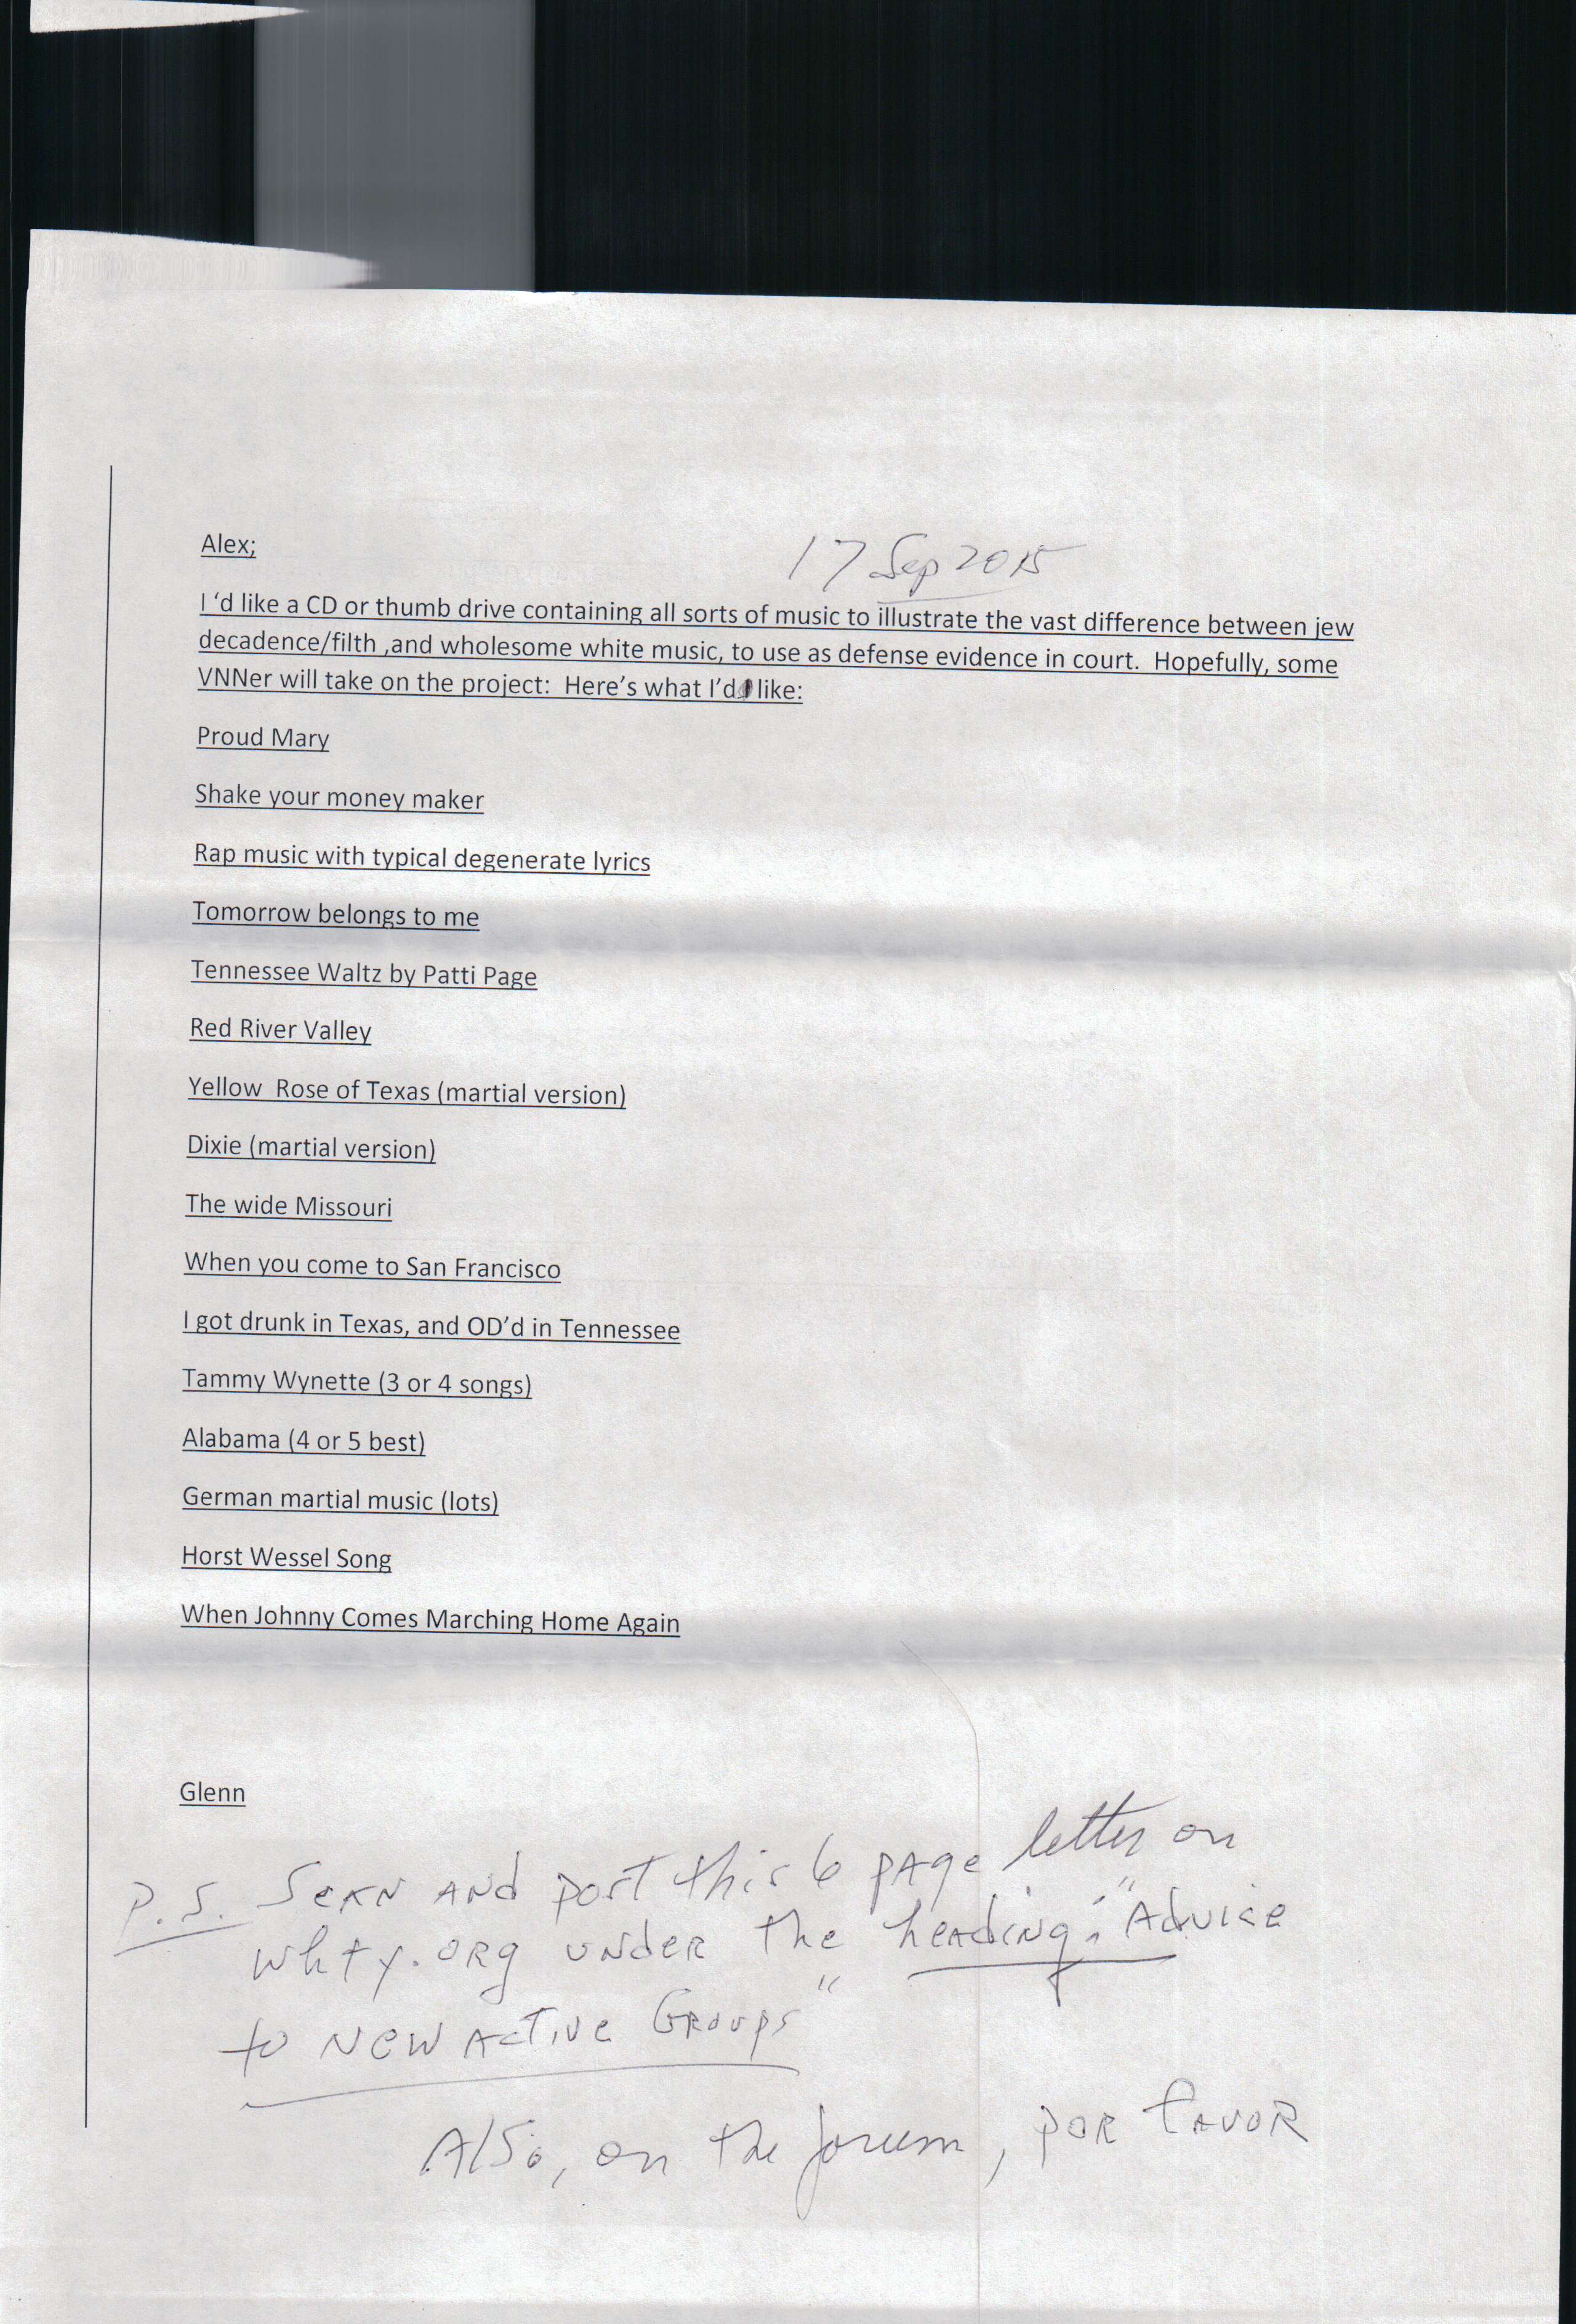 Alex;
17 Sep 2015
I 'd like a CD or thumb drive containing all sorts of music to illustrate the vast difference between jew
decadence/filth ,and wholesome white music, to use as defense evidence in court.  Hopefully, some
VNNer will take on the project:  Here's what I'd like:
Proud Mary
Shake your money maker
Rap music with typical degenerate lyrics
Tomorrow belongs to me
Tennessee Waltz by Patti Page
Red River Valley
Yellow  Rose of Texas (martial version)
Dixie (martial version)
The wide Missouri
When you come to San Francisco
I got drunk in Texas, and OD'd in Tennessee
Tammy Wynette (3 or 4 songs)
Alabama (4 or 5 best)
German martial music (lots)
Horst Wessel Song
When Johnny Comes Marching Home Again
Glenn
P.S. Scan and post this 6 page letter on
whty.org under the heading: "Advice
to New Active Groups"
Also, on the forum, por favor